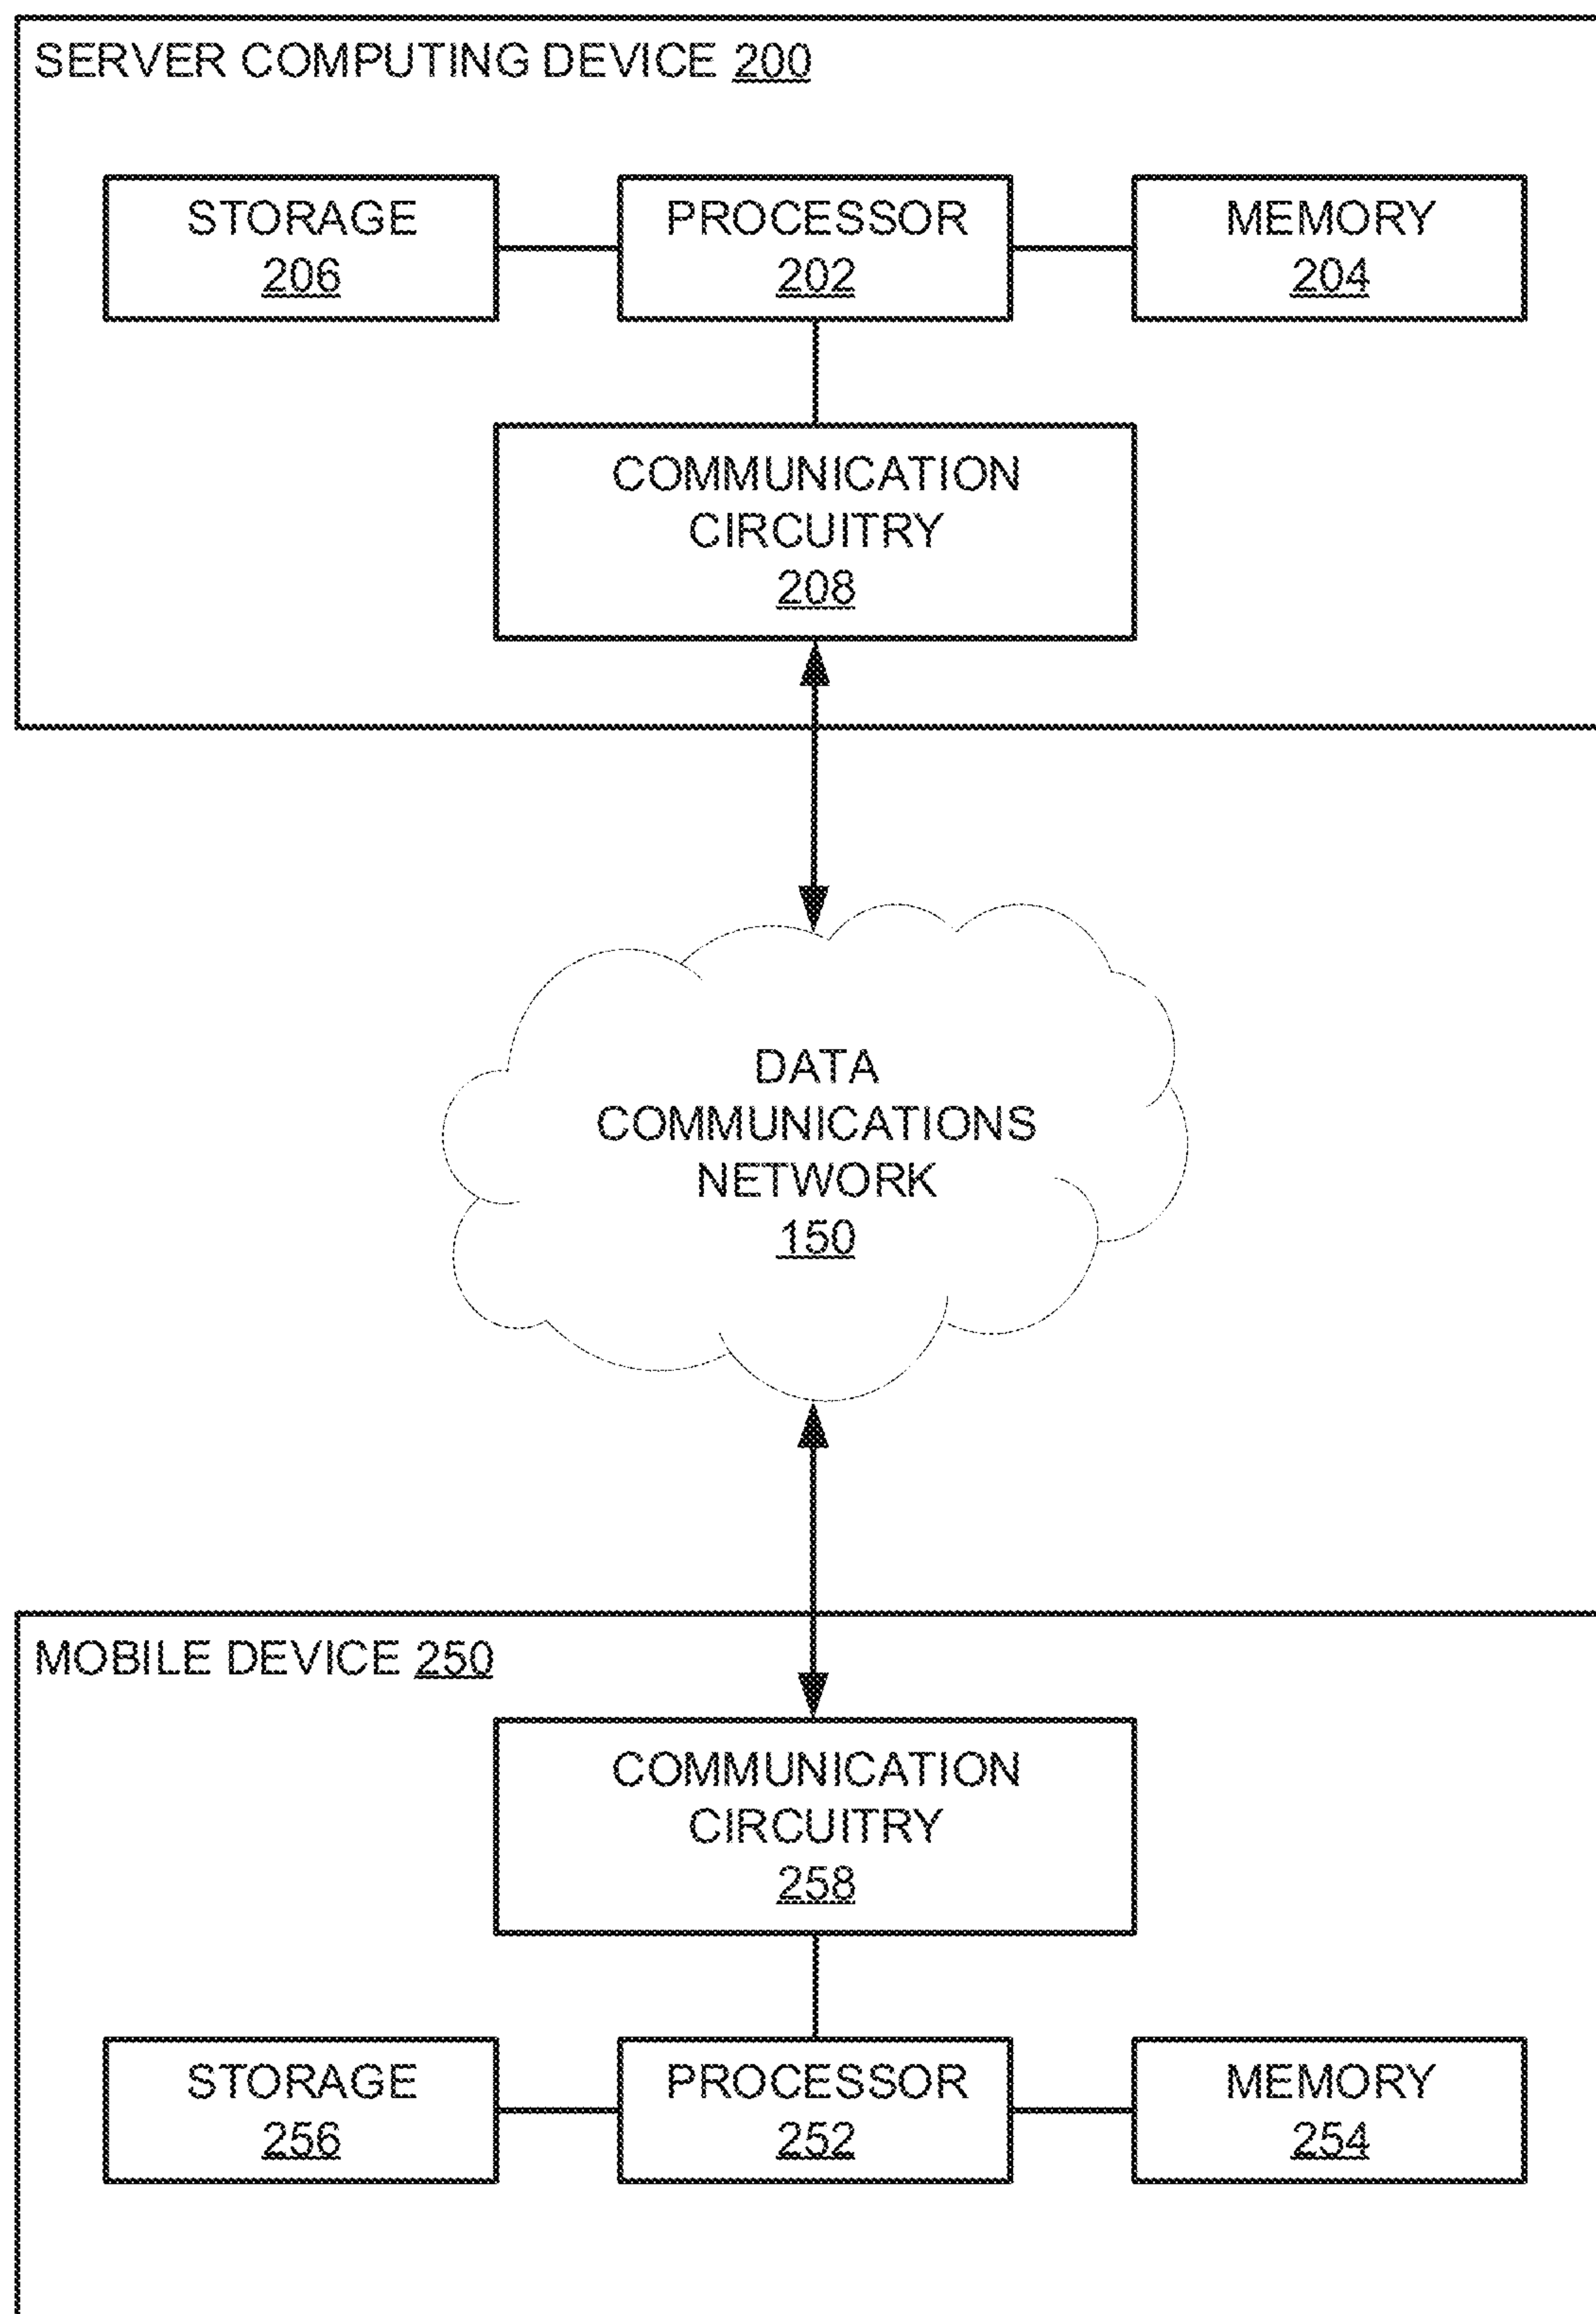 SERVER COMPUTING DEVICE 200
STORAGE
206
PROCESSOR
202
MEMORY
204
COMMUNICATION
CIRCUITRY
208
DATA
COMMUNICATIONS
NETWORK
150
MOBILE DEVICE 250
COMMUNICATION
CIRCUITRY
258
STORAGE
256
PROCESSOR
252
MEMORY
254